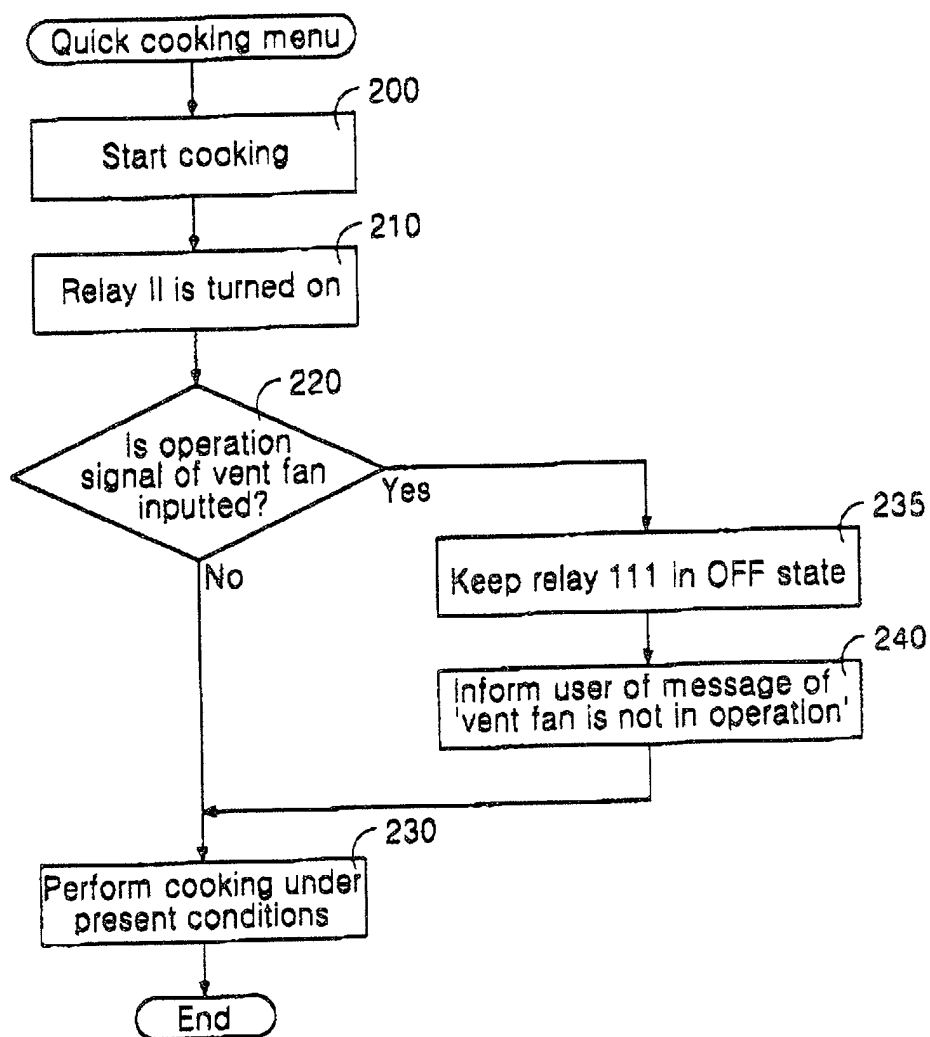 Quick cooking menu
200
Start cooking
210
Relay II is turned on
220
Is operation
signal of vent fan
inputted?
Yes
No
235
Keep relay 111 in OFF state
240
Inform user of message of
'vent fan is not in operation'
230
Perform cooking under
present conditions
End